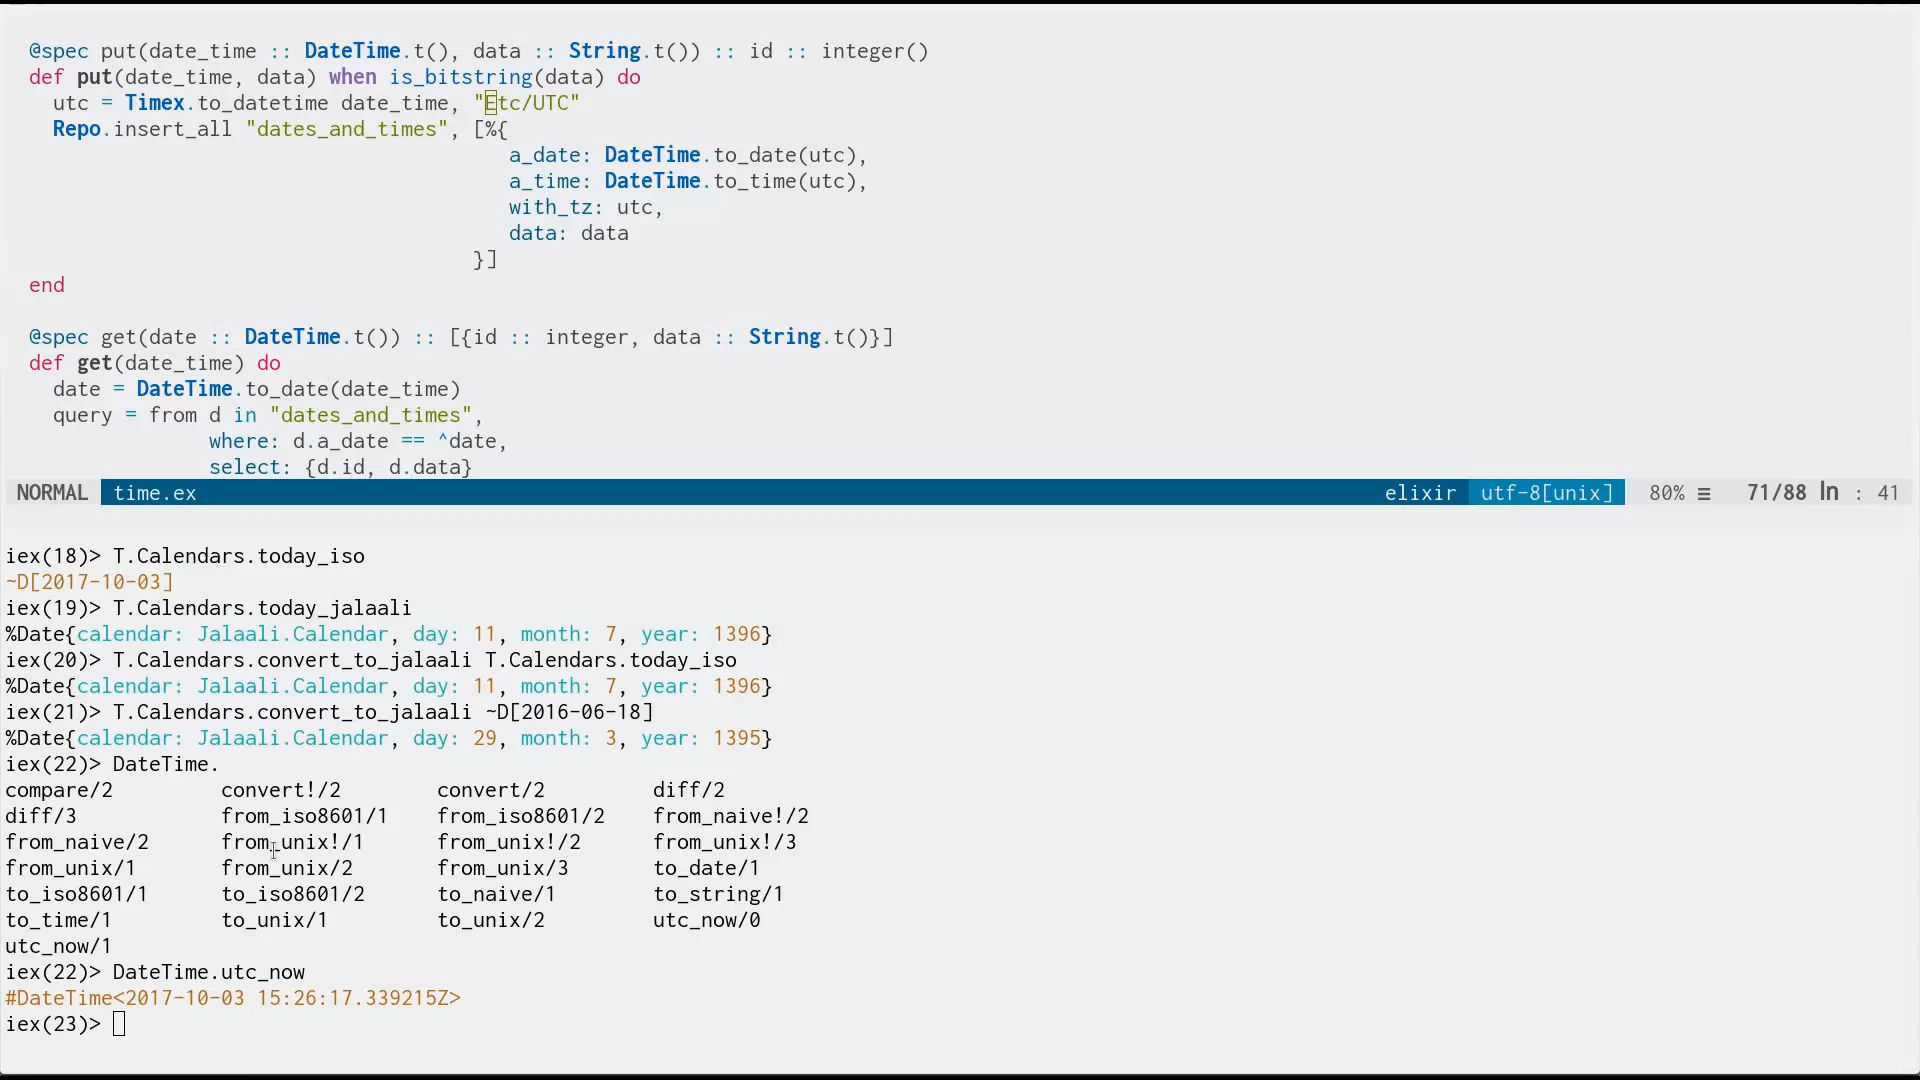 @spec put(date_time :: DateTime.t(), data :: String.t()) :: id :: integer()
def put(date_time, data) when is_bitstring(data) do
utc = Timex.to_datetime date_time, "Etc/UTC"
Repo.insert_all "dates_and_times", [%{
a_date: DateTime.to_date(utc),
a_time: DateTime.to_time(utc),
with_tz: utc,
data: data
}]
end
@spec get(date :: DateTime.t()) :: [{id :: integer, data :: String.t()}]
def get(date_time) do
date = DateTime.to_date(date_time)
query = from d in "dates_and_times",
where: d.a_date == ^date,
select: {d.id, d.data}
NORMAL time.ex elixir utf-8[unix] 80% ≡ 71/88 ln : 41
iex(18)> T.Calendars.today_iso
~D[2017-10-03]
iex(19)> T.Calendars.today_jalaali
%Date{calendar: Jalaali.Calendar, day: 11, month: 7, year: 1396}
iex(20)> T.Calendars.convert_to_jalaali T.Calendars.today_iso
%Date{calendar: Jalaali.Calendar, day: 11, month: 7, year: 1396}
iex(21)> T.Calendars.convert_to_jalaali ~D[2016-06-18]
%Date{calendar: Jalaali.Calendar, day: 29, month: 3, year: 1395}
iex(22)> DateTime.
compare/2 convert!/2 convert/2 diff/2
diff/3 from_iso8601/1 from_iso8601/2 from_naive!/2
from_naive/2 from_unix!/1 from_unix!/2 from_unix!/3
from_unix/1 from_unix/2 from_unix/3 to_date/1
to_iso8601/1 to_iso8601/2 to_naive/1 to_string/1
to_time/1 to_unix/1 to_unix/2 utc_now/0
utc_now/1
iex(22)> DateTime.utc_now
#DateTime<2017-10-03 15:26:17.339215Z>
iex(23)>